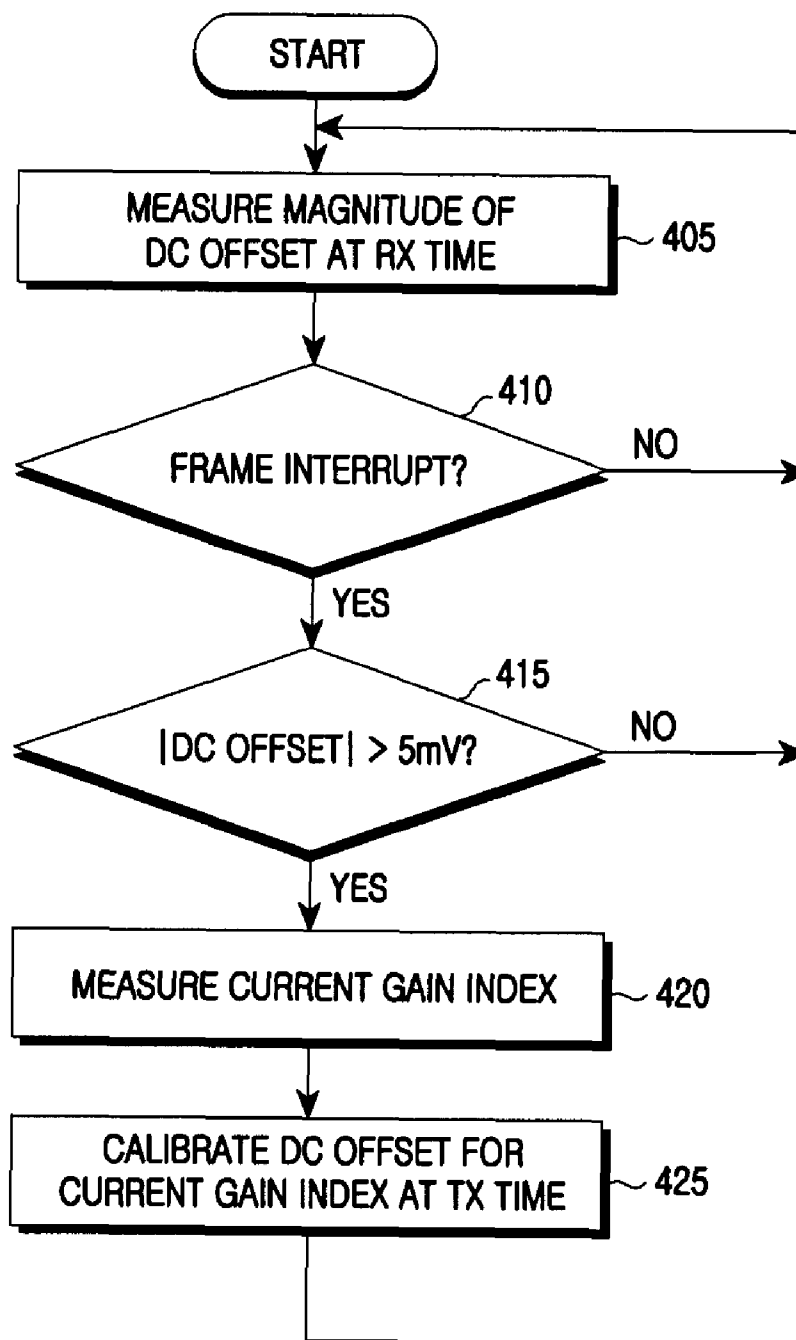 START
MEASURE MAGNITUDE OF
DC OFFSET AT RX TIME
405
410
FRAME INTERRUPT?
NO
YES
415
|DC OFFSET| > 5mV?
NO
YES
MEASURE CURRENT GAIN INDEX
420
CALIBRATE DC OFFSET FOR
CURRENT GAIN INDEX AT TX TIME
425